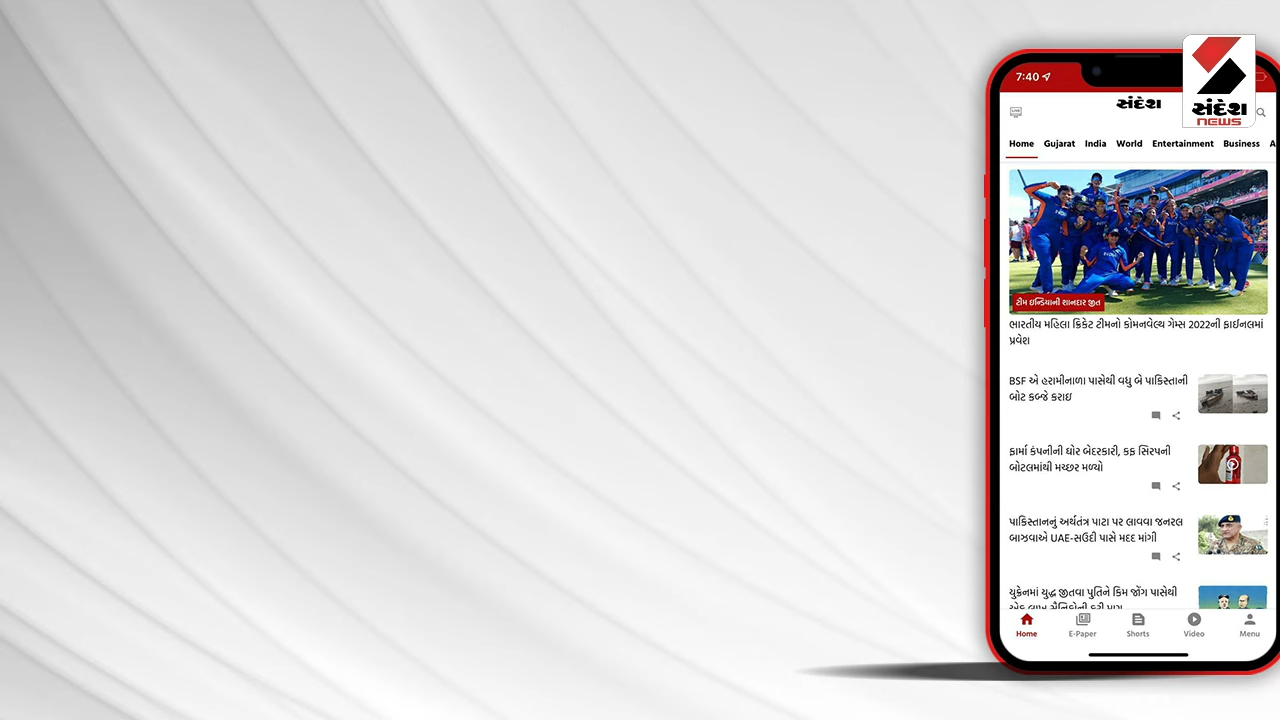 7:40
સંદેશ
સંદેશ
NEWS
Home Gujarat India World Entertainment Business A
ટીમ ઇન્ડિયાની શાનદાર જીત
ભારતીય મહિલા ક્રિકેટ ટીમનો કોમનવેલ્થ ગેમ્સ 2022ની ફાઈનલમાં
પ્રવેશ
BSF એ હરામીનાળા પાસેથી વધુ બે પાકિસ્તાની
બોટ કબ્જે કરાઇ
ફાર્મા કંપનીની ઘોર બેદરકારી, કફ સિરપની
બોટલમાંથી મચ્છર મળ્યો
પાકિસ્તાનનું અર્થતંત્ર પાટા પર લાવવા જનરલ
બાઝવાએ UAE-સઉદી પાસે મદદ માંગી
યુક્રેનમાં યુદ્ધ જીતવા પુતિને કિમ જોંગ પાસેથી
Home E-Paper Shorts Video Menu